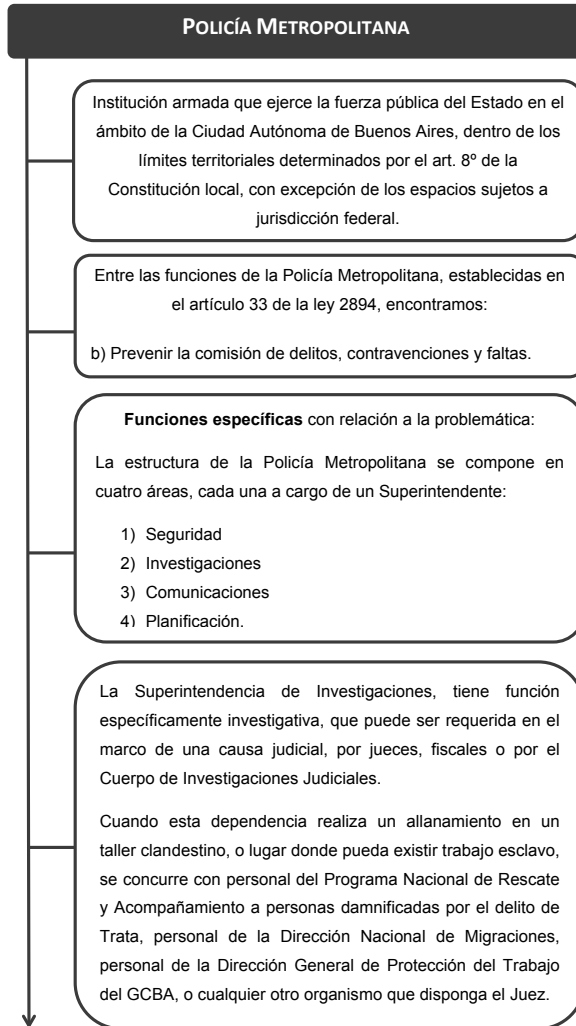 POLICÍA METROPOLITANA
Institución armada que ejerce la fuerza pública del Estado en el
ámbito de la Ciudad Autónoma de Buenos Aires, dentro de los
límites territoriales determinados por el art. 8º de la
Constitución local, con excepción de los espacios sujetos a
jurisdicción federal.
Entre las funciones de la Policía Metropolitana, establecidas en
el artículo 33 de la ley 2894, encontramos:
b) Prevenir la comisión de delitos, contravenciones y faltas.
Funciones específicas con relación a la problemática:
La estructura de la Policía Metropolitana se compone en
cuatro áreas, cada una a cargo de un Superintendente:
1) Seguridad
2) Investigaciones
3) Comunicaciones
4) Planificación.
La Superintendencia de Investigaciones, tiene función
específicamente investigativa, que puede ser requerida en el
marco de una causa judicial, por jueces, fiscales o por el
Cuerpo de Investigaciones Judiciales.
Cuando esta dependencia realiza un allanamiento en un
taller clandestino, o lugar donde pueda existir trabajo esclavo,
se concurre con personal del Programa Nacional de Rescate
y Acompañamiento a personas damnificadas por el delito de
Trata, personal de la Dirección Nacional de Migraciones,
personal de la Dirección General de Protección del Trabajo
del GCBA, o cualquier otro organismo que disponga el Juez.